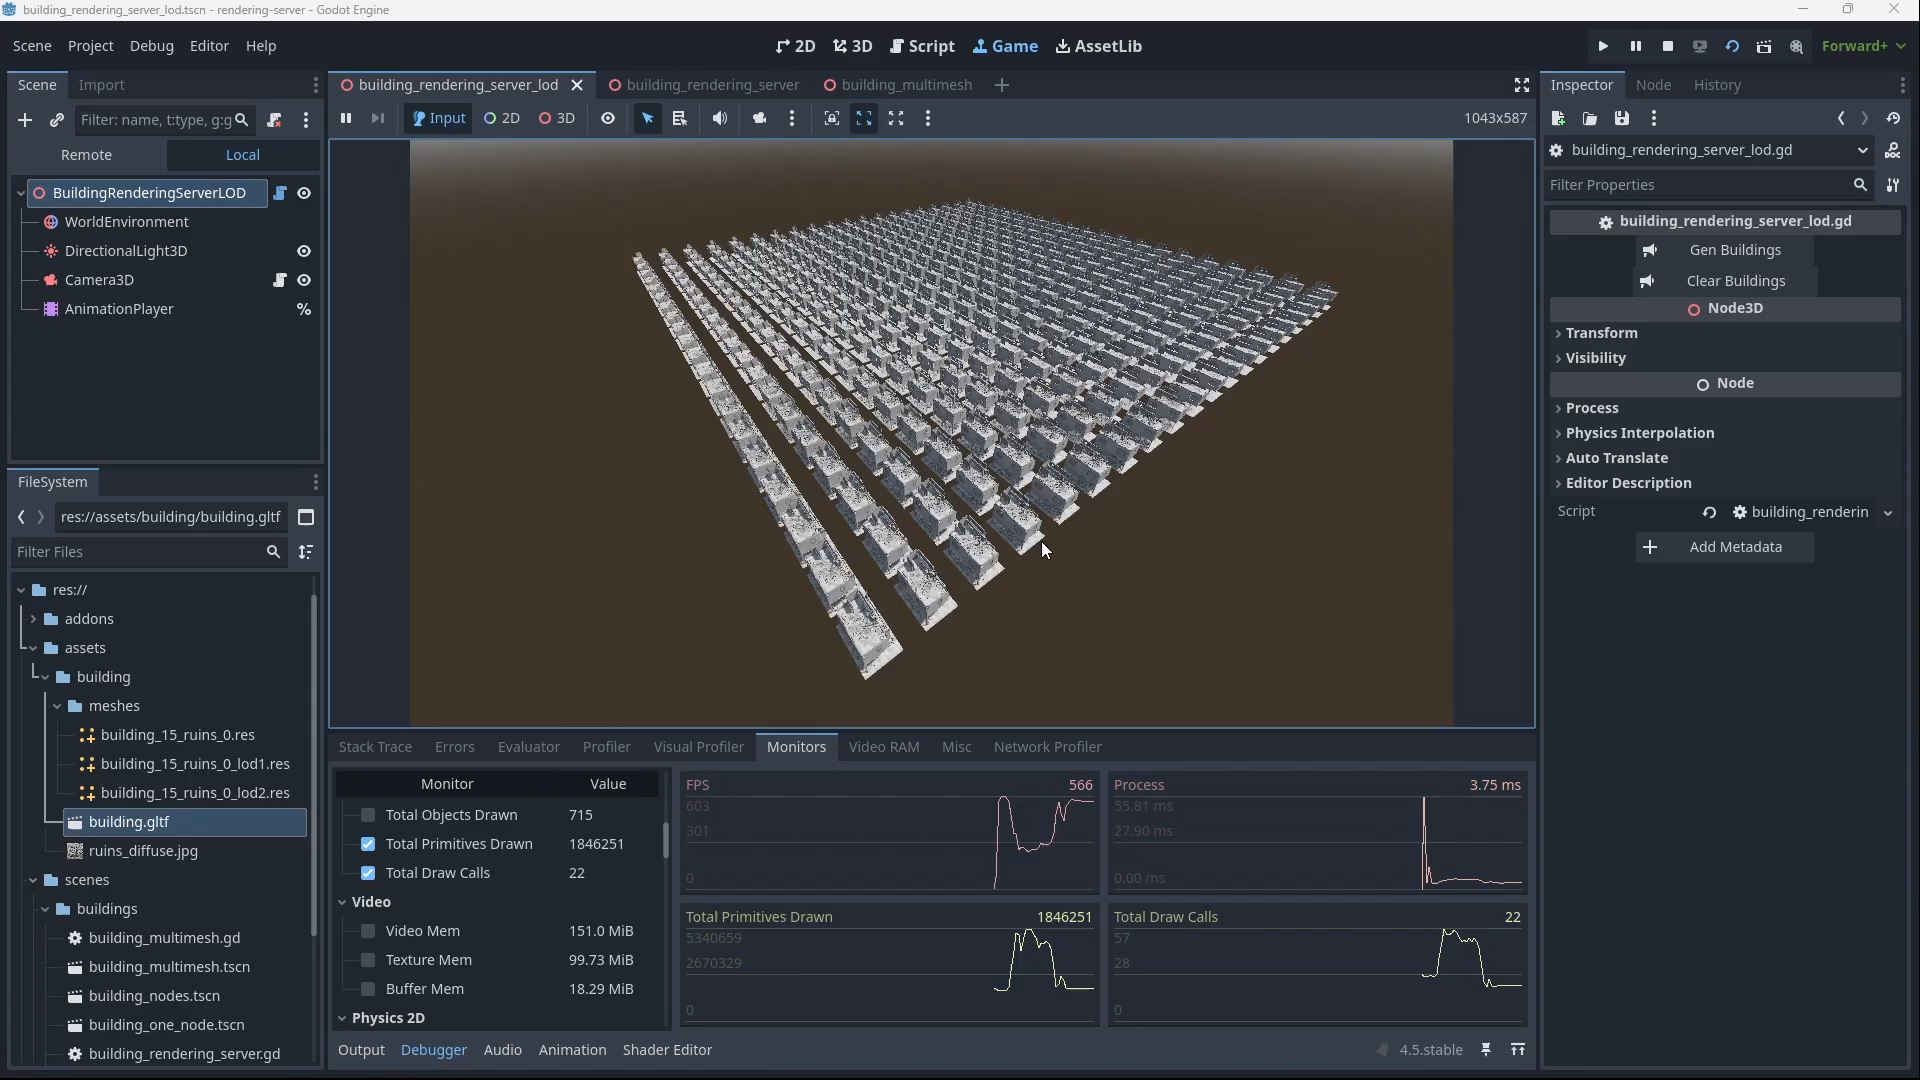 building_rendering_server_lod.tscn - rendering-server - Godot Engine
Scene Project Debug Editor Help
2D 3D Script Game AssetLib
Forward+
Scene Import
building_rendering_server_lod building_rendering_server building_multimesh
Inspector Node History
Filter: name, t:type, g:g
Input 2D 3D
1043x587
Remote Local
building_rendering_server_lod.gd
Filter Properties
BuildingRenderingServerLOD
WorldEnvironment
DirectionalLight3D
Camera3D
AnimationPlayer
building_rendering_server_lod.gd
Gen Buildings
Clear Buildings
Node3D
Transform
Visibility
Node
Process
Physics Interpolation
Auto Translate
Editor Description
Script building_renderin
Add Metadata
FileSystem
res://assets/building/building.gltf
Filter Files
res://
addons
assets
building
meshes
building_15_ruins_0.res
building_15_ruins_0_lod1.res
building_15_ruins_0_lod2.res
building.gltf
ruins_diffuse.jpg
scenes
buildings
building_multimesh.gd
building_multimesh.tscn
building_nodes.tscn
building_one_node.tscn
building_rendering_server.gd
Stack Trace Errors Evaluator Profiler Visual Profiler Monitors Video RAM Misc Network Profiler
Monitor Value
Total Objects Drawn 715
Total Primitives Drawn 1846251
Total Draw Calls 22
Video
Video Mem 151.0 MiB
Texture Mem 99.73 MiB
Buffer Mem 18.29 MiB
Physics 2D
FPS 566
603
301
0
Process 3.75 ms
55.81 ms
27.90 ms
0.00 ms
Total Primitives Drawn 1846251
5340659
2670329
0
Total Draw Calls 22
57
28
0
Output Debugger Audio Animation Shader Editor
4.5.stable